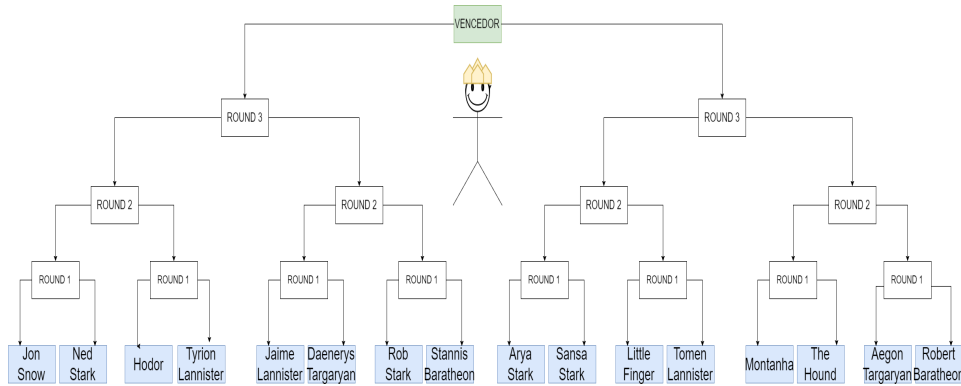 VENCEDOR
ROUND 3
ROUND 3
ROUND 2
ROUND 2
ROUND 2
ROUND 2
ROUND 1
ROUND 1
ROUND 1
ROUND 1
ROUND 1
ROUND 1
ROUND 1
ROUND 1
Jon
Snow
Ned
Stark
Hodor
Tyrion
Lannister
Jaime
Lannister
Daenerys
Targaryan
Rob
Stark
Stannis
Baratheon
Arya
Stark
Sansa
Stark
Little
Finger
Tomen
Lannister
Montanha
The
Hound
Aegon
Targaryan
Robert
Baratheon